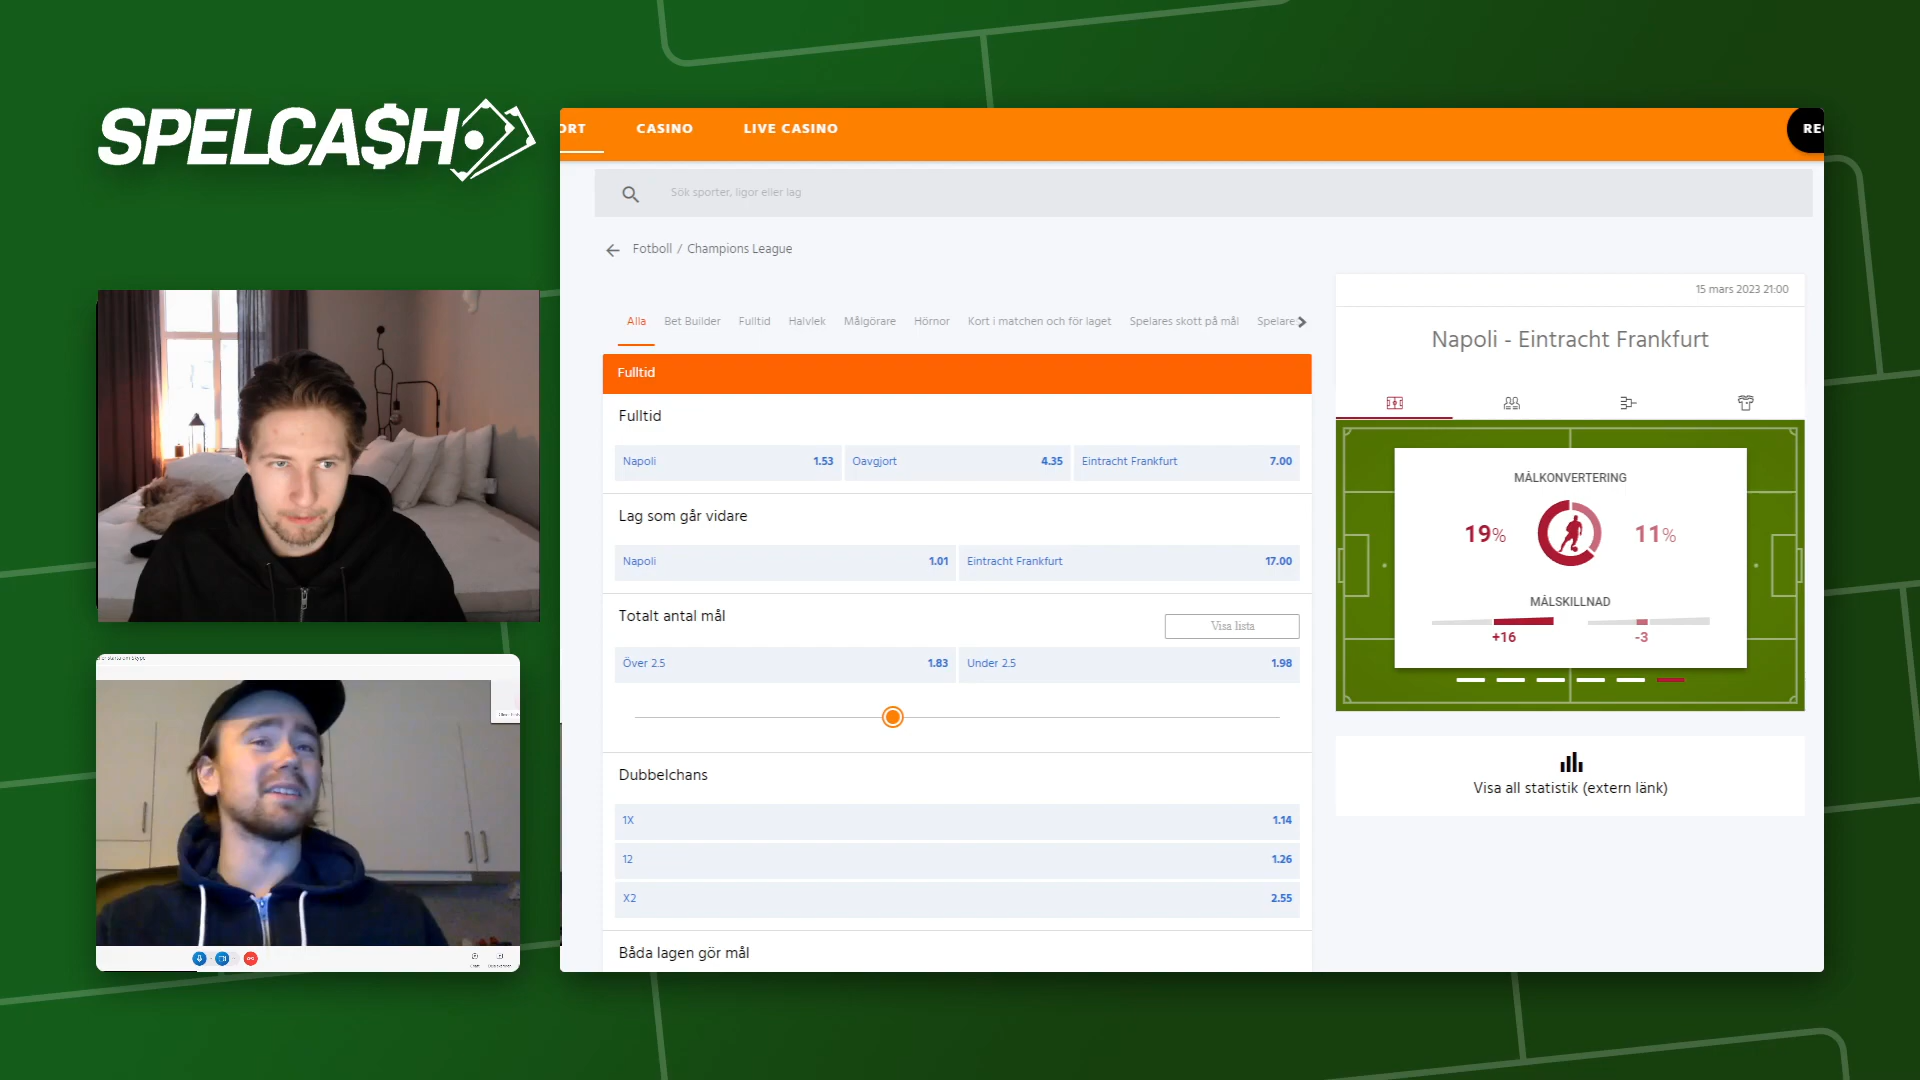 SPELCA$H
ORT CASINO LIVE CASINO RE
Sök sporter, ligor eller lag
Fotboll / Champions League
Alla Bet Builder Fulltid Halvlek Målgörare Hörnor Kort i matchen och för laget Spelares skott på mål Spelare
Fulltid
Fulltid
Napoli 1.53 Oavgjort 4.35 Eintracht Frankfurt 7.00
Lag som går vidare
Napoli 1.01 Eintracht Frankfurt 17.00
Totalt antal mål
Visa lista
Över 2.5 1.83 Under 2.5 1.98
Dubbelchans
1X 1.14
12 1.26
X2 2.55
Båda lagen gör mål
15 mars 2023 21:00
Napoli - Eintracht Frankfurt
MÅLKONVERTERING
19% 11%
MÅLSKILLNAD
+16 -3
Visa all statistik (extern länk)